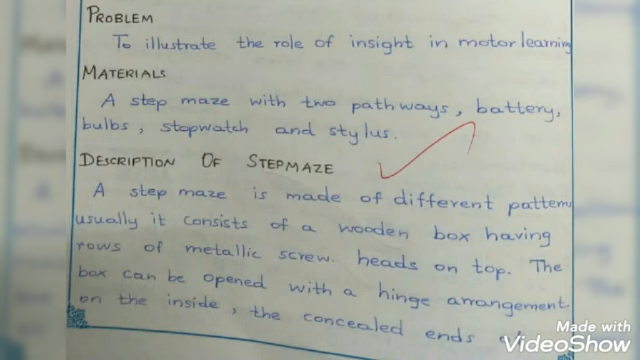 PROBLEM
To illustrate the role of insight in motor learning
MATERIALS
A step maze with two pathways, battery,
bulbs, stopwatch and stylus.
DESCRIPTION OF STEPMAZE
A step maze is made of different pattern
usually it consists of a wooden box having
rows of metallic screw heads on top. The
box can be opened with a hinge arrangement
on the inside, the concealed ends
Made with
VideoShow